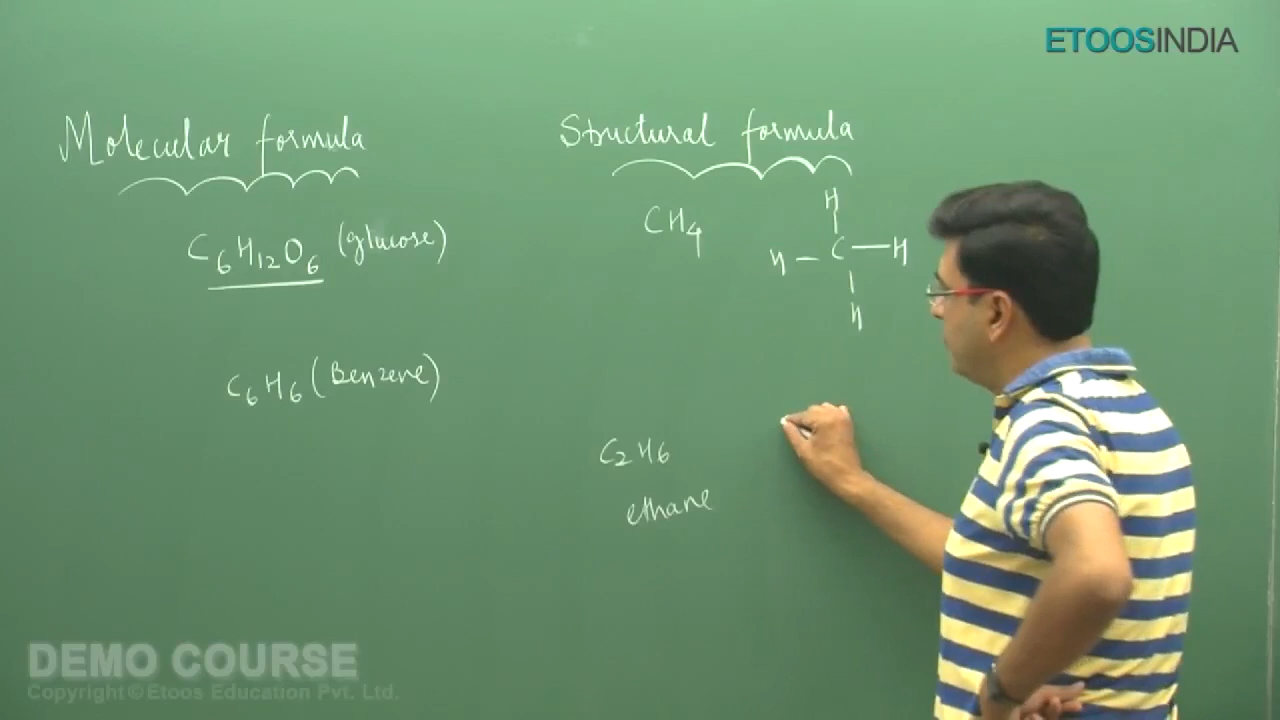 ETOOSINDIA
Molecular formula
C6H12O6 (glucose)
C6H6 (Benzene)
Structural formula
CH4
H
H – C — H
H
C2H6
ethane
DEMO COURSE
Copyright © Etoos Education Pvt. Ltd.